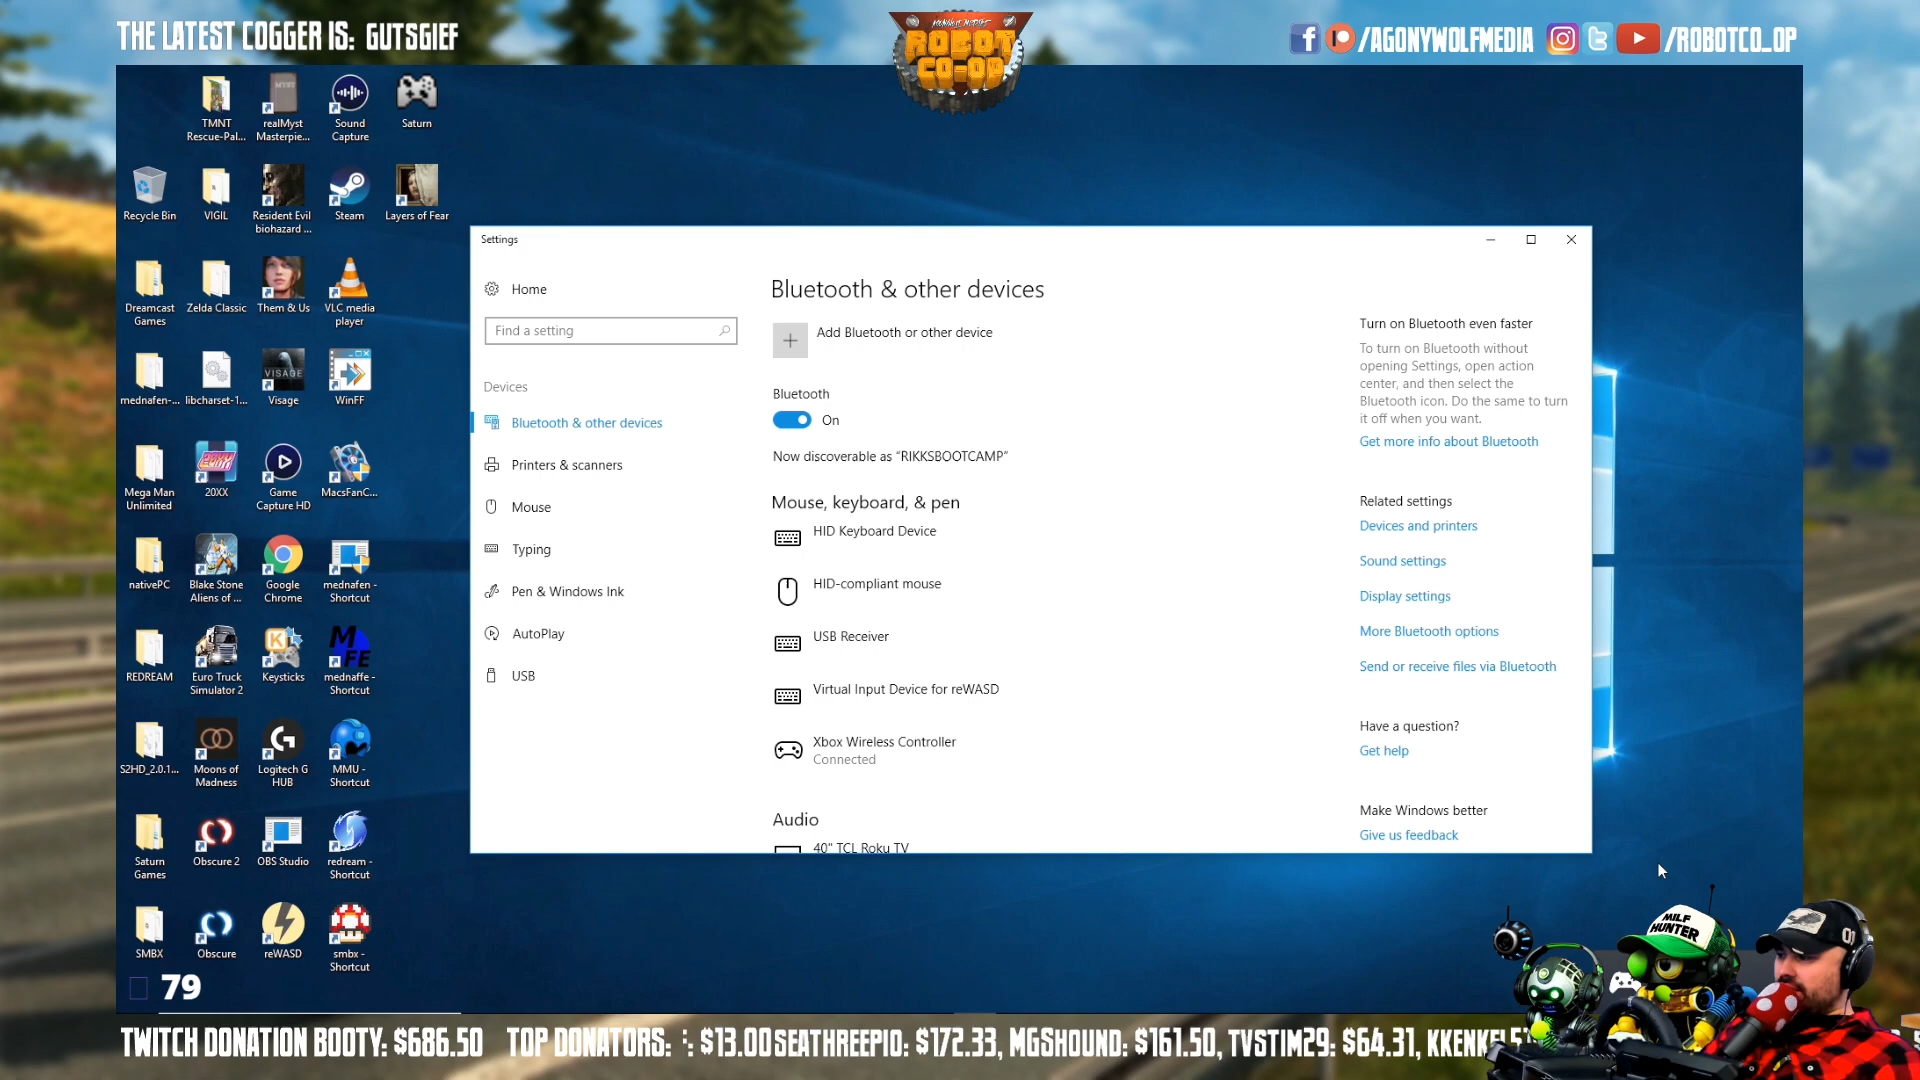 THE LATEST COGGER IS: GUTSGIEF
ROBOT
CO-OP
/AGONYWOLFMEDIA
/ROBOTCO_OP
TMNT
Rescue-Pal...
realMyst
Masterpie...
Sound
Capture
Saturn
Recycle Bin
VIGIL
Resident Evil
biohazard ...
Steam
Layers of Fear
Dreamcast
Games
Zelda Classic
Them & Us
VLC media
player
mednafen-...
libcharset-1...
VISAGE
Visage
WinFF
Mega Man
Unlimited
20XX
Game
Capture HD
MacsFanC...
nativePC
Blake Stone
Aliens of ...
Google
Chrome
mednafen -
Shortcut
REDREAM
Euro Truck
Simulator 2
Keysticks
mednaffe -
Shortcut
S2HD_2.0.1...
Moons of
Madness
Logitech G
HUB
MMU -
Shortcut
Saturn
Games
Obscure 2
OBS Studio
redream -
Shortcut
SMBX
Obscure
reWASD
smbx -
Shortcut
79
Settings
Home
Find a setting
Devices
Bluetooth & other devices
Printers & scanners
Mouse
Typing
Pen & Windows Ink
AutoPlay
USB
Bluetooth & other devices
Add Bluetooth or other device
Bluetooth
On
Now discoverable as “RIKKSBOOTCAMP”
Mouse, keyboard, & pen
HID Keyboard Device
HID-compliant mouse
USB Receiver
Virtual Input Device for reWASD
Xbox Wireless Controller
Connected
Audio
40" TCL Roku TV
Turn on Bluetooth even faster
To turn on Bluetooth without
opening Settings, open action
center, and then select the
Bluetooth icon. Do the same to turn
it off when you want.
Get more info about Bluetooth
Related settings
Devices and printers
Sound settings
Display settings
More Bluetooth options
Send or receive files via Bluetooth
Have a question?
Get help
Make Windows better
Give us feedback
MILF
HUNTER
TWITCH DONATION BOOTY: $686.50 TOP DONATORS: : $13.00 SEATHREEPIO: $172.33, MGSHOUND: $161.50, TVSTIM29: $64.31,